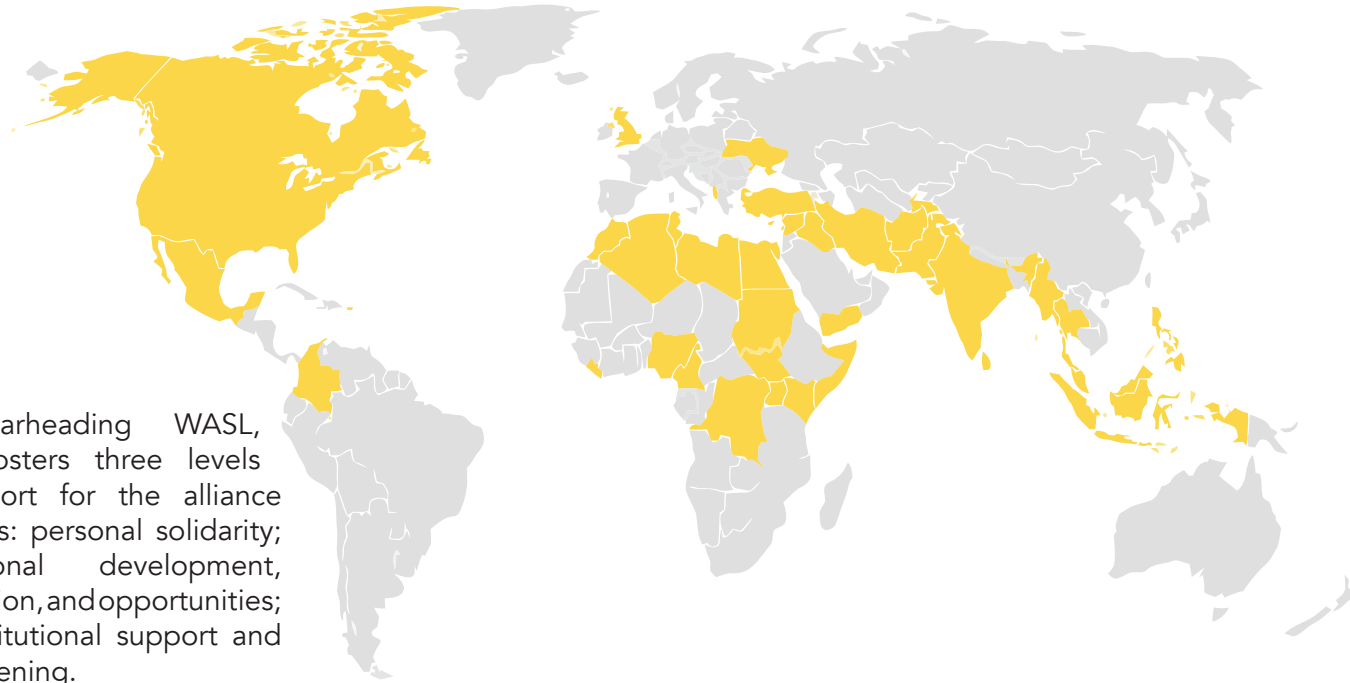 arheading WASL,
osters three levels
ort for the alliance
s: personal solidarity;
onal development,
ion, and opportunities;
itutional support and
ening.